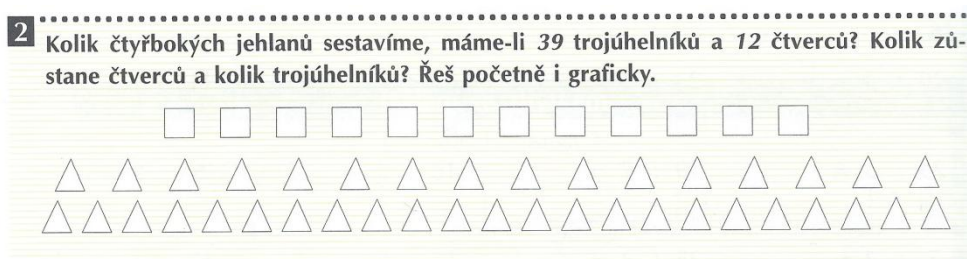 2
Kolik čtyřbokých jehlanů sestavíme, máme-li 39 trojúhelníků a 12 čtverců? Kolik zů-
stane čtverců a kolik trojúhelníků? Řeš početně i graficky.